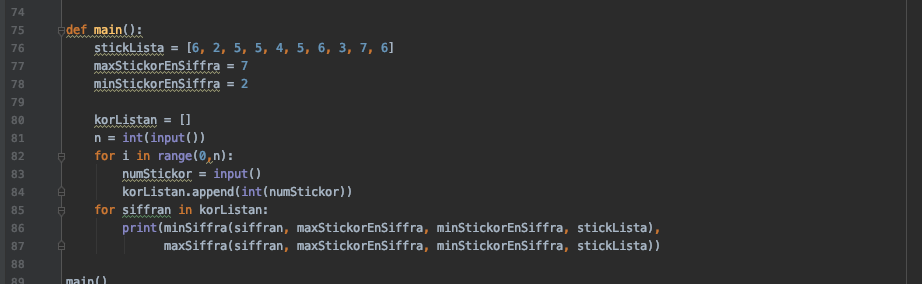 74
75 def main():
76 stickLista = [6, 2, 5, 5, 4, 5, 6, 3, 7, 6]
77 maxStickorEnSiffra = 7
78 minStickorEnSiffra = 2
79
80 korListan = []
81 n = int(input())
82 for i in range(0,n):
83 numStickor = input()
84 korListan.append(int(numStickor))
85 for siffran in korListan:
86 print(minSiffra(siffran, maxStickorEnSiffra, minStickorEnSiffra, stickLista),
87 maxSiffra(siffran, maxStickorEnSiffra, minStickorEnSiffra, stickLista))
88
89 main()